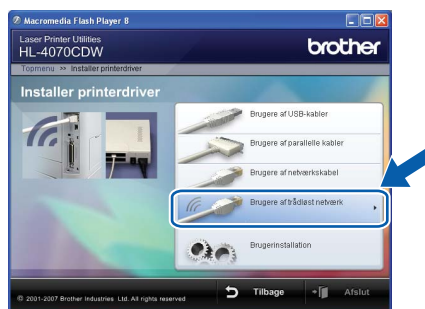 Macromedia Flash Player 8
Laser Printer Utilities
HL-4070CDW
brother
Topmenu >> Installer printerdriver
Installer printerdriver
Brugere af USB-kabler
Brugere af parallelle kabler
Brugere af netværkskabel
Brugere af trådløst netværk
Brugerinstallation
© 2001-2007 Brother Industries Ltd. All rights reserved
Tilbage
Afslut